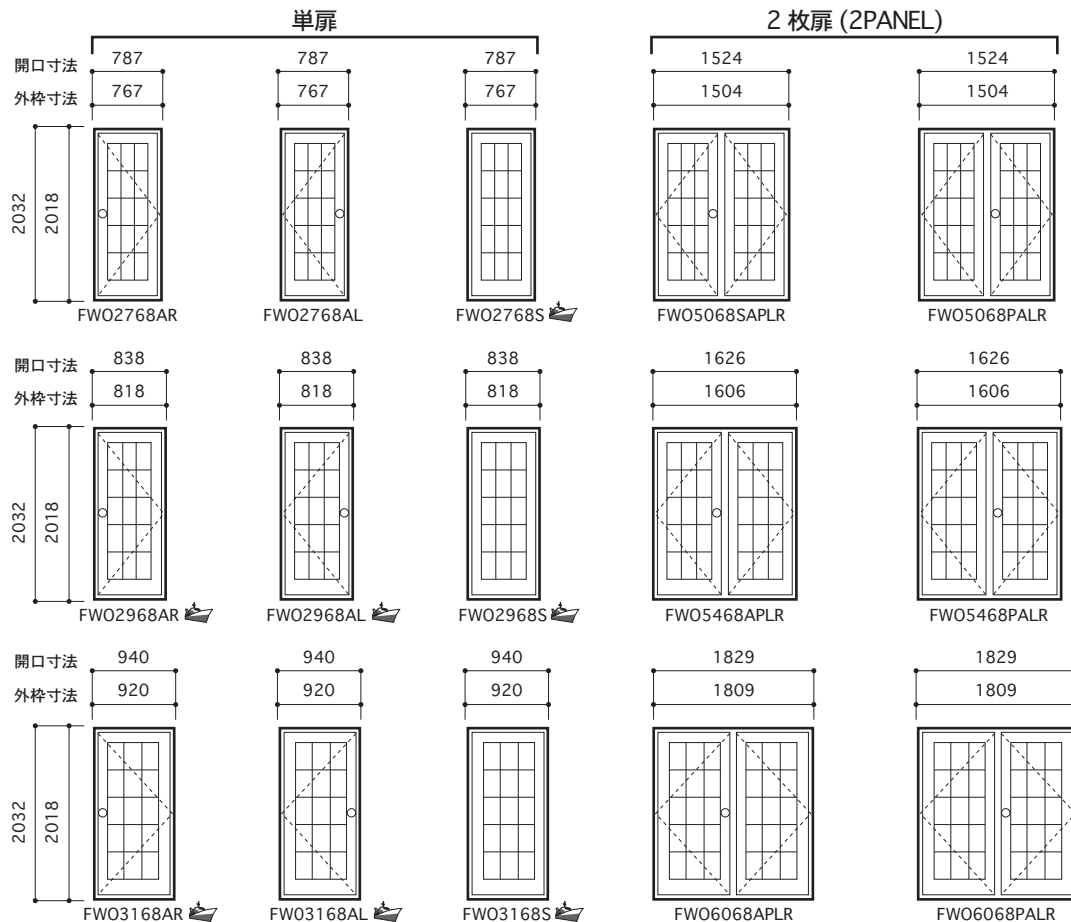 単扉 2 枚扉 (2PANEL)
開口寸法 787 787 787 1524 1524
外枠寸法 767 767 767 1504 1504
2032 2018
FWO2768AR FWO2768AL FWO2768S FWO5068SAPLR FWO5068PALR
開口寸法 838 838 838 1626 1626
外枠寸法 818 818 818 1606 1606
2032 2018
FWO2968AR FWO2968AL FWO2968S FWO5468APLR FWO5468PALR
開口寸法 940 940 940 1829 1829
外枠寸法 920 920 920 1809 1809
2032 2018
FWO3168AR FWO3168AL FWO3168S FWO6068APLR FWO6068PALR